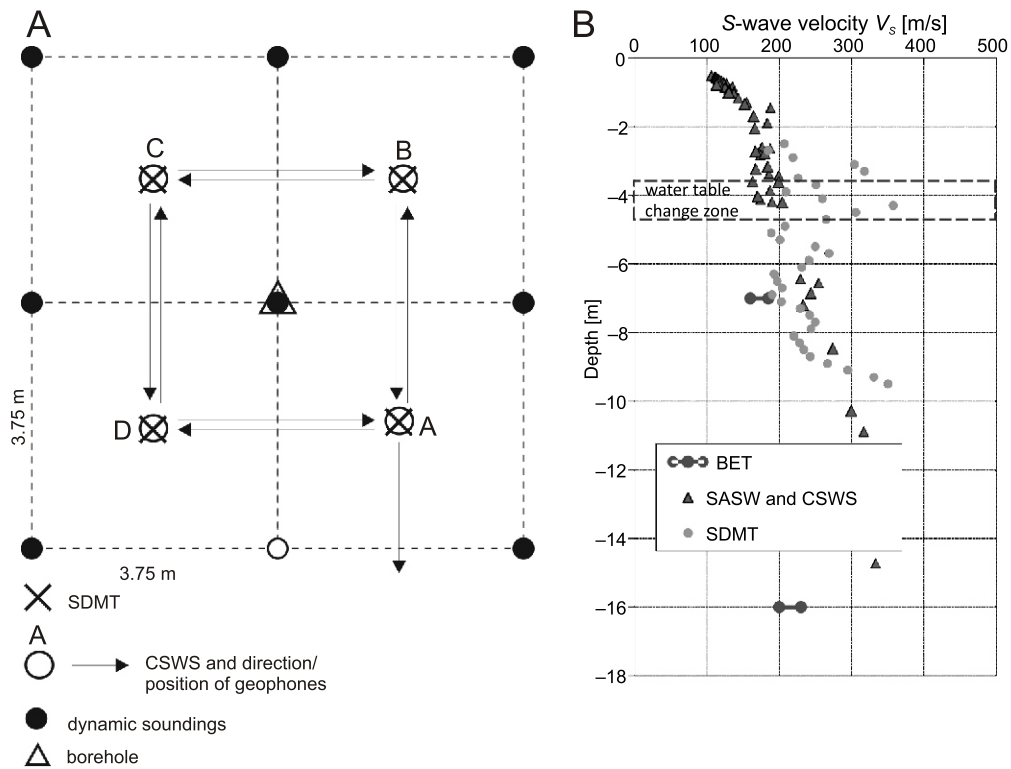 A
C
B
D
A
3.75 m
3.75 m
SDMT
A
CSWS and direction/
position of geophones
dynamic soundings
borehole
B
S-wave velocity Vs [m/s]
0 100 200 300 400 500
0
–2
–4
–6
–8
–10
–12
–14
–16
–18
Depth [m]
water table
change zone
BET
SASW and CSWS
SDMT